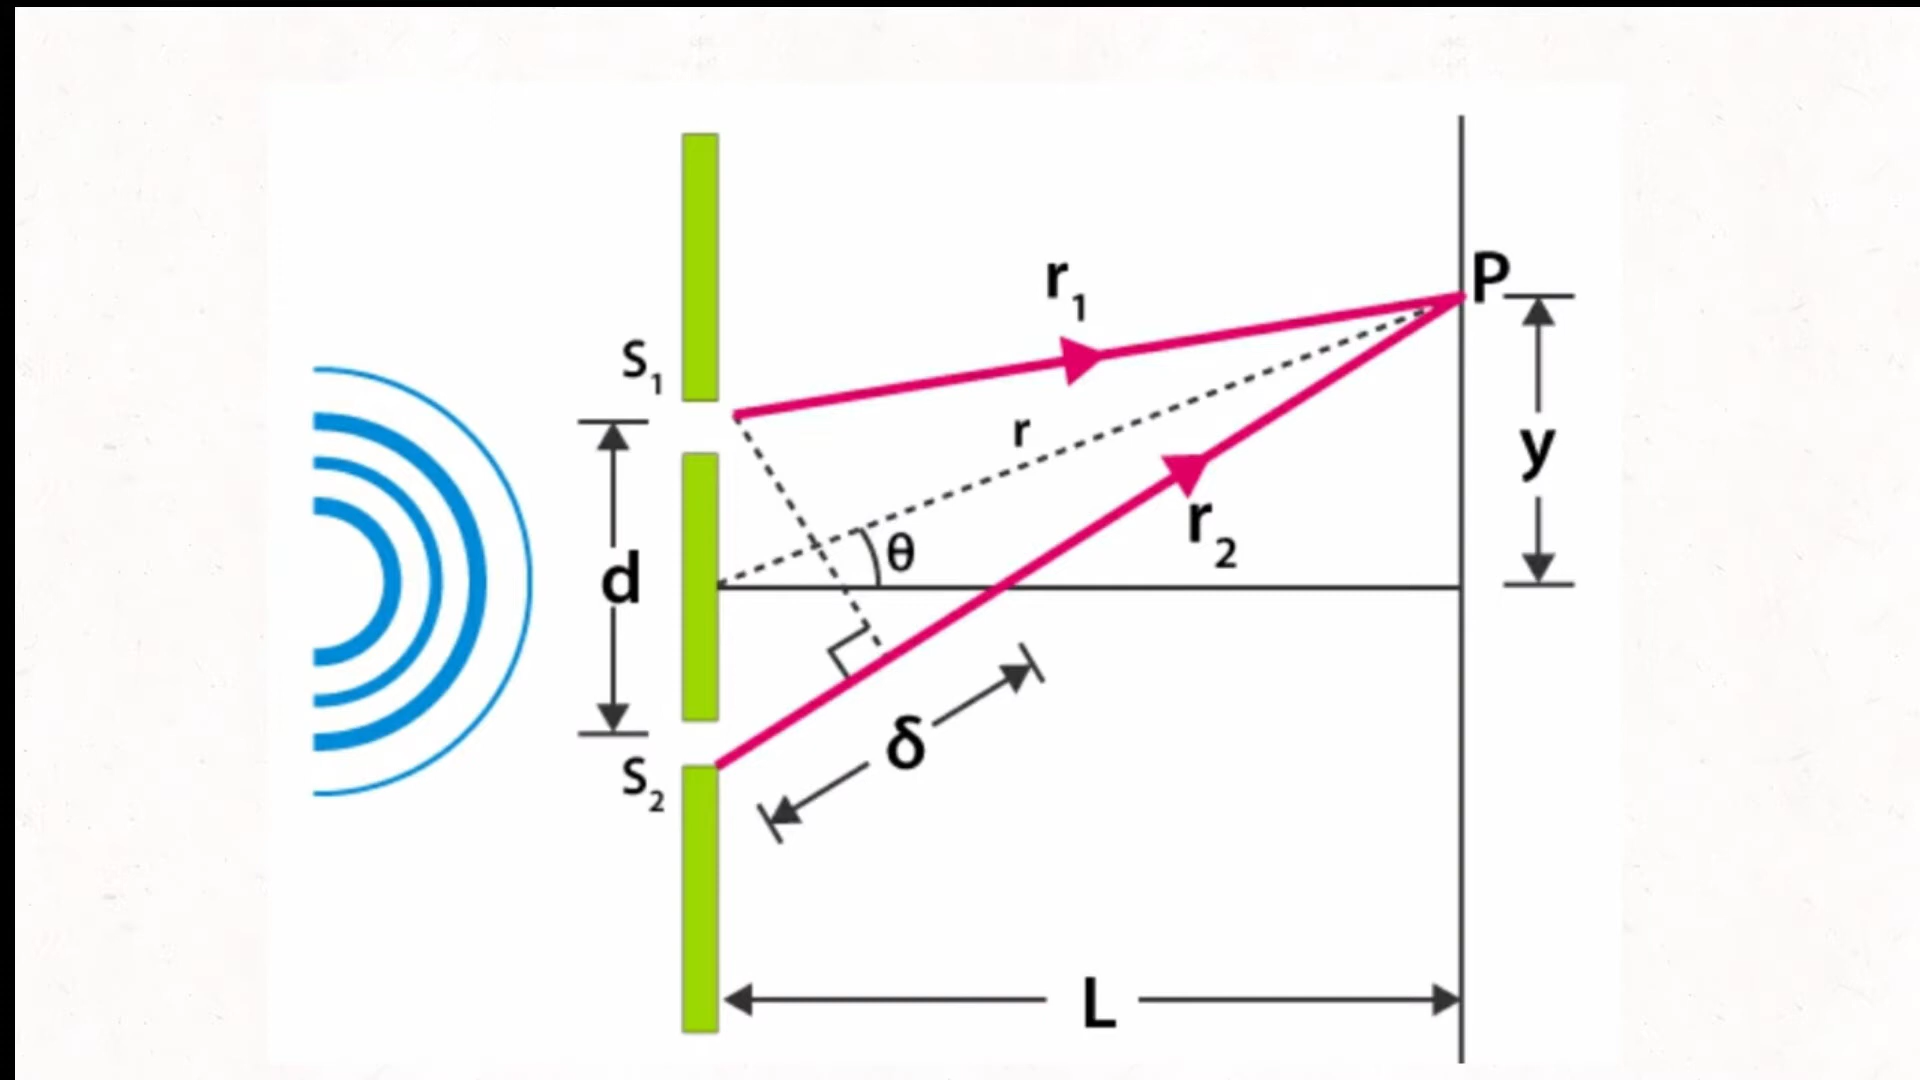 r₁
P
S₁
r
y
r₂
θ
d
δ
S₂
L